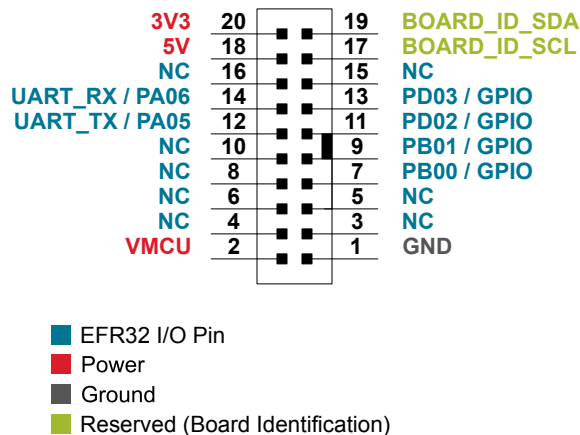 3V3 20 19 BOARD_ID_SDA
5V 18 17 BOARD_ID_SCL
NC 16 15 NC
UART_RX / PA06 14 13 PD03 / GPIO
UART_TX / PA05 12 11 PD02 / GPIO
NC 10 9 PB01 / GPIO
NC 8 7 PB00 / GPIO
NC 6 5 NC
NC 4 3 NC
VMCU 2 1 GND
EFR32 I/O Pin
Power
Ground
Reserved (Board Identification)